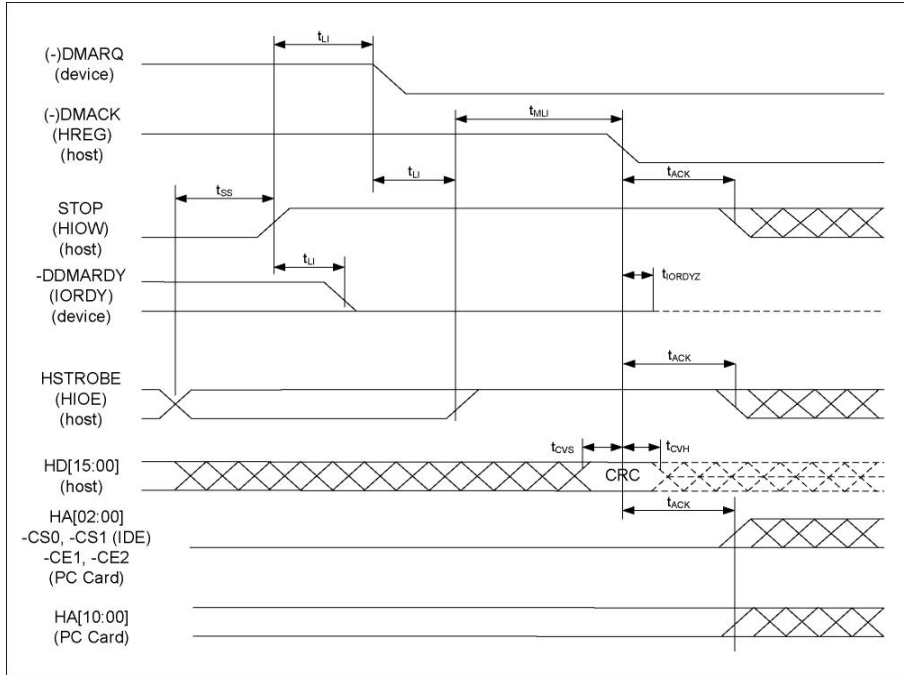 tLI
(-)DMARQ
(device)
(-)DMACK
(HREG)
(host)
tMLI
tLI
tACK
tSS
STOP
(HIOW)
(host)
tLI
-DDMARDY
(IORDY)
(device)
tIORDYZ
tACK
HSTROBE
(HIOE)
(host)
tCVS
tCVH
HD[15:00]
(host)
CRC
tACK
HA[02:00]
-CS0, -CS1 (IDE)
-CE1, -CE2
(PC Card)
HA[10:00]
(PC Card)